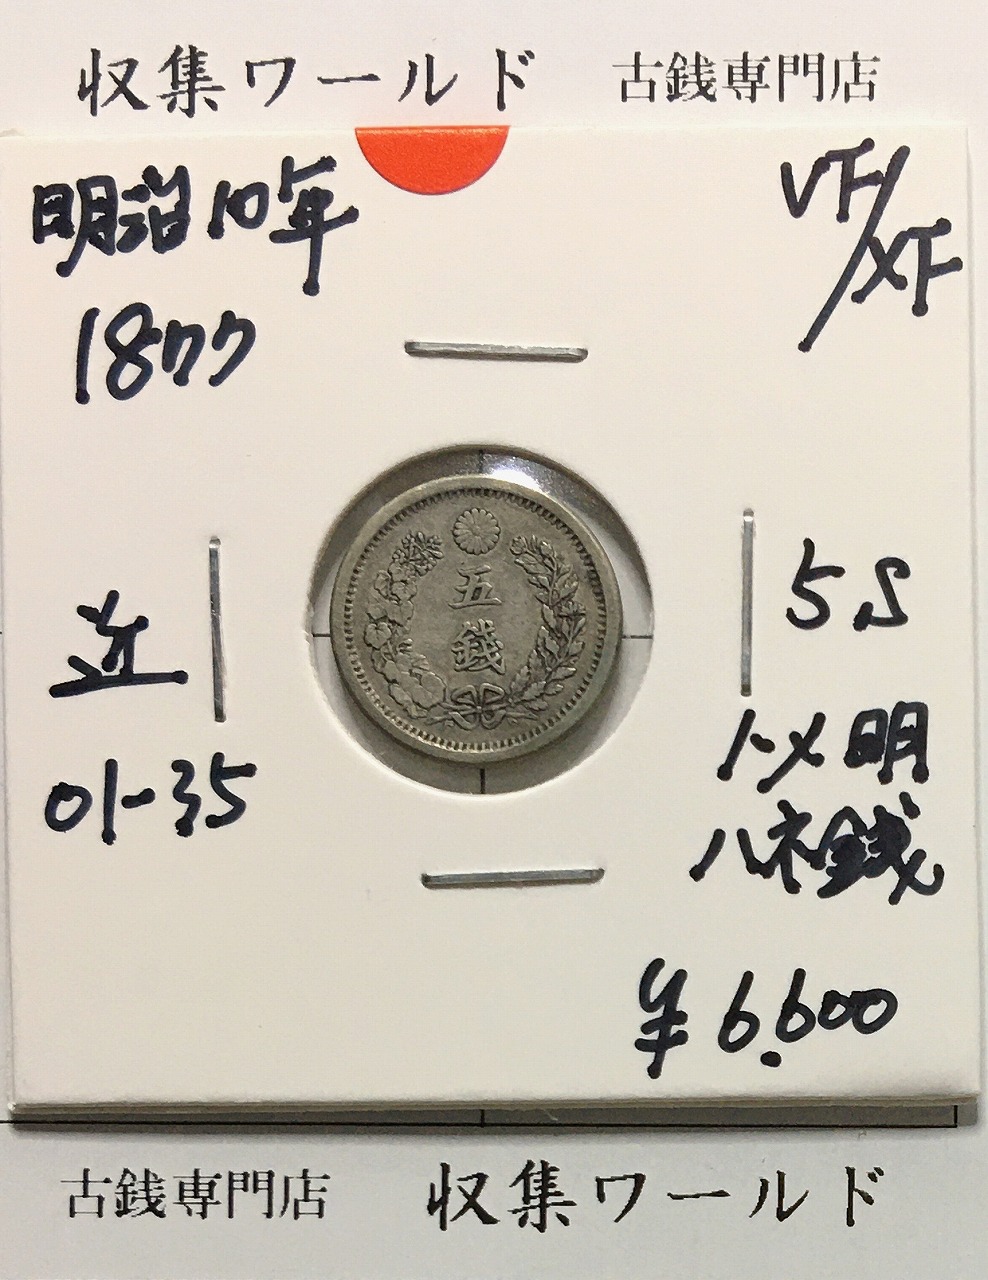 収集ワールド 古銭専門店
明治10年
1877
VF/XF
五
銭
近
01-35
5S
トメ明
ハネ銭
¥6.600
古銭専門店 収集ワールド